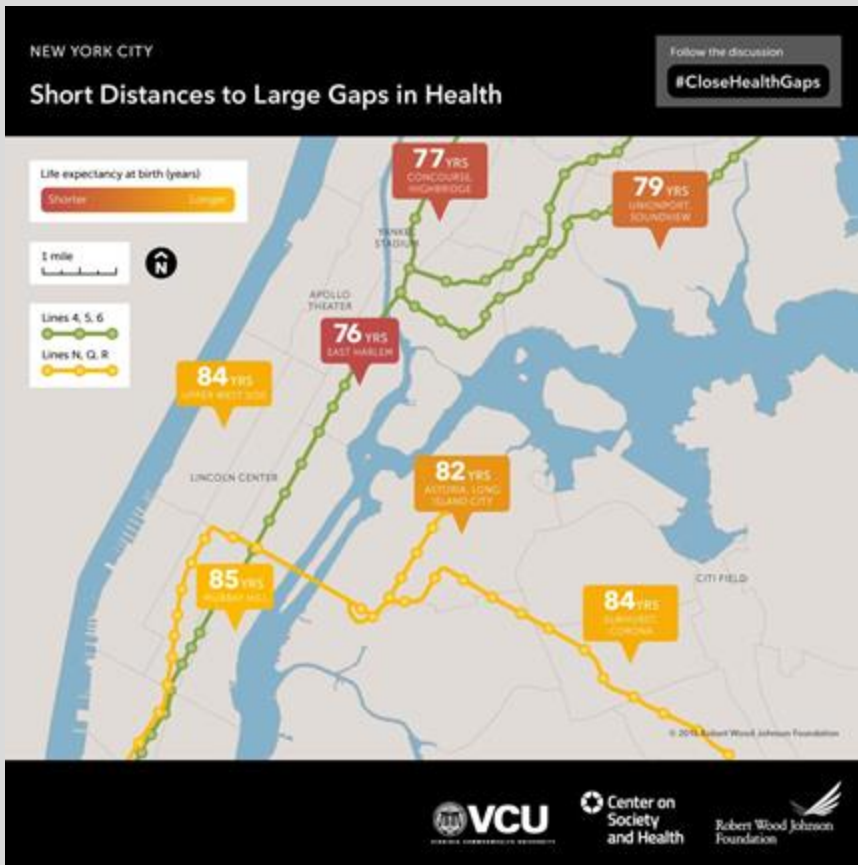 NEW YORK CITY
Short Distances to Large Gaps in Health
Follow the discussion
#CloseHealthGaps
Life expectancy at birth (years)
Shorter
Longer
1 mile
N
Lines 4, 5, 6
Lines N, Q, R
77 YRS
CONCOURSE,
HIGHBRIDGE
79 YRS
UNIONPORT,
SOUNDVIEW
YANKEE
STADIUM
APOLLO
THEATER
76 YRS
EAST HARLEM
84 YRS
UPPER WEST SIDE
LINCOLN CENTER
82 YRS
ASTORIA, LONG
ISLAND CITY
85 YRS
MURRAY HILL
CITI FIELD
84 YRS
ELMHURST,
CORONA
Robert Wood Johnson Foundation
VCU
VIRGINIA COMMONWEALTH UNIVERSITY
Center on
Society
and Health
Robert Wood Johnson
Foundation